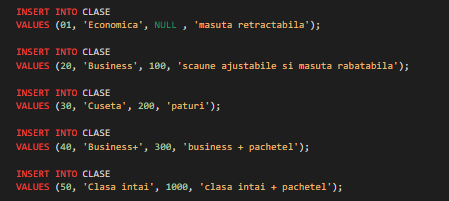 INSERT INTO CLASE
VALUES (01, 'Economica', NULL , 'masuta retractabila');
INSERT INTO CLASE
VALUES (20, 'Business', 100, 'scaune ajustabile si masuta rabatabila');
INSERT INTO CLASE
VALUES (30, 'Cuseta', 200, 'paturi');
INSERT INTO CLASE
VALUES (40, 'Business+', 300, 'business + pachetel');
INSERT INTO CLASE
VALUES (50, 'Clasa intai', 1000, 'clasa intai + pachetel');